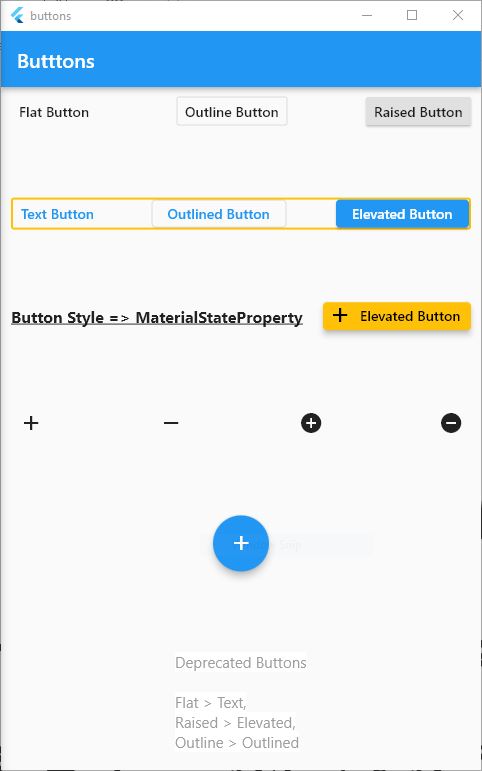 buttons
Butttons
Flat Button Outline Button Raised Button
Text Button Outlined Button Elevated Button
Button Style => MaterialStateProperty Elevated Button
Deprecated Buttons
Flat > Text,
Raised > Elevated,
Outline > Outlined